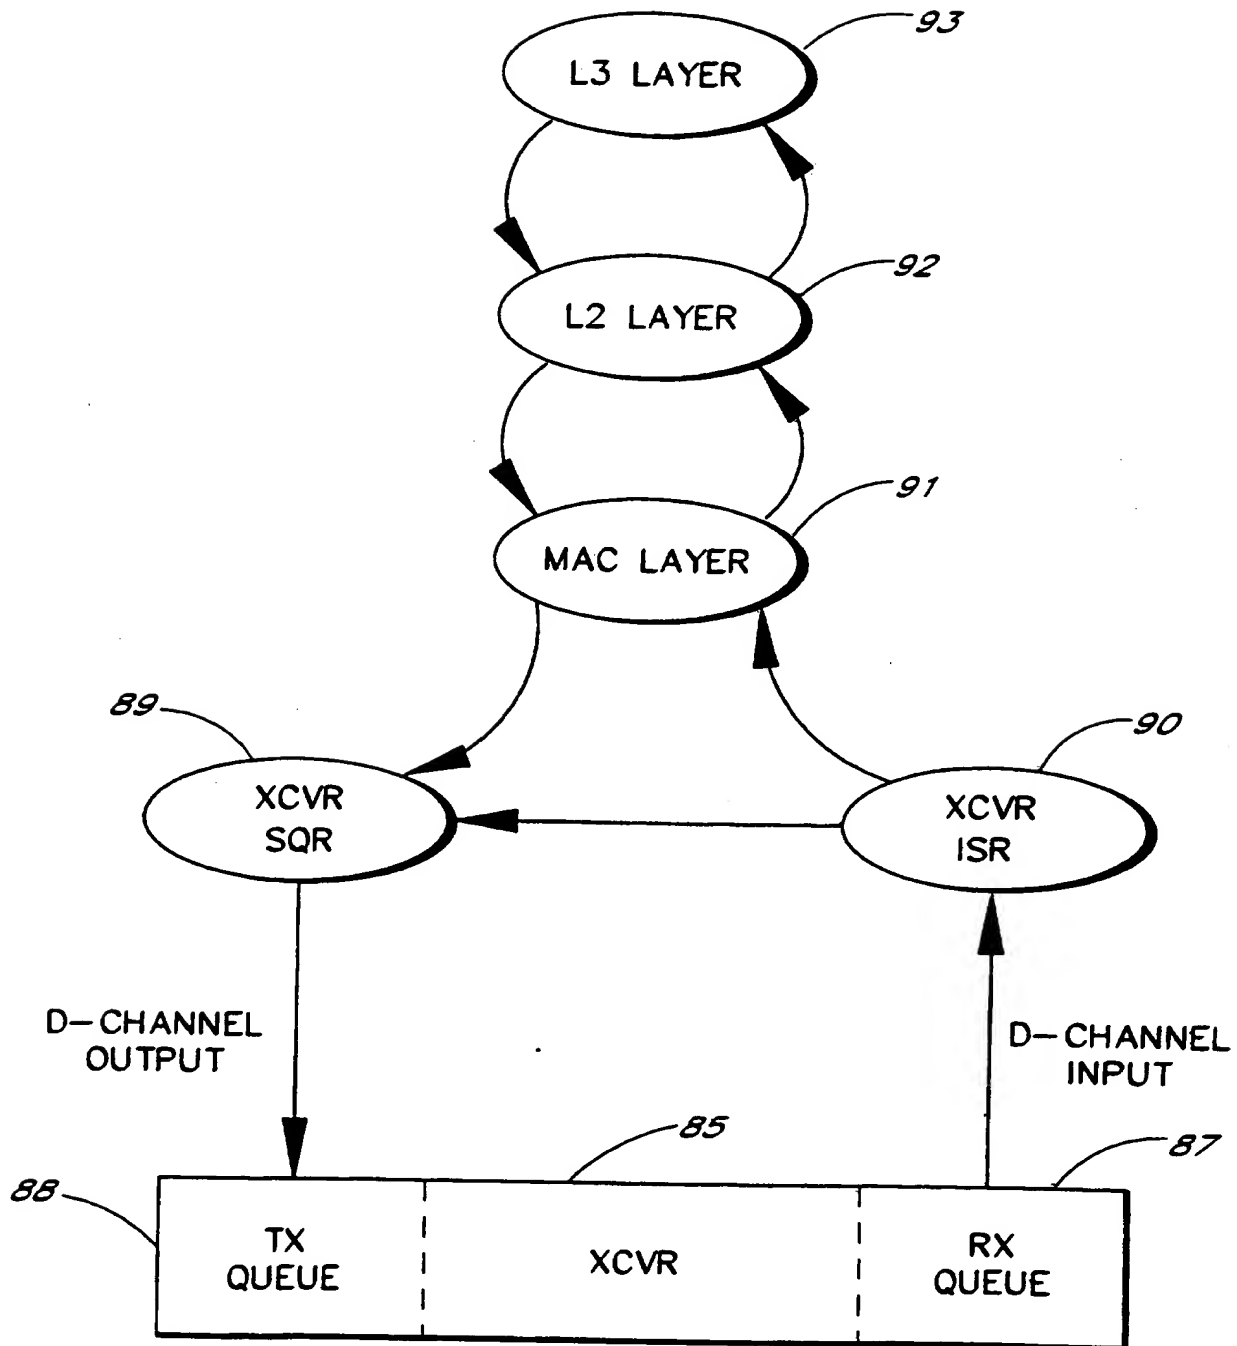 93
L3 LAYER
92
L2 LAYER
91
MAC LAYER
89
90
XCVR
SQR
XCVR
ISR
D-CHANNEL
OUTPUT
D-CHANNEL
INPUT
85
87
88
TX
QUEUE
XCVR
RX
QUEUE